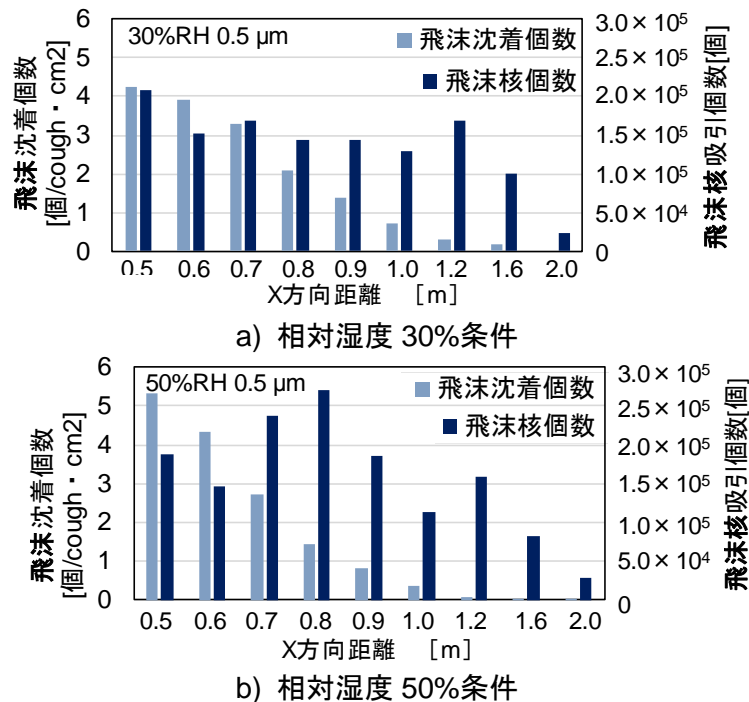 30%RH 0.5 µm
飛沫沈着個数
飛沫核個数
飛沫沈着個数
[個/cough・cm2]
6
5
4
3
2
1
0
3.0×10⁵
2.5×10⁵
2.0×10⁵
1.5×10⁵
1.0×10⁵
5.0×10⁴
0
飛沫核吸引個数[個]
0.5 0.6 0.7 0.8 0.9 1.0 1.2 1.6 2.0
X方向距離 [m]
a) 相対湿度 30%条件
50%RH 0.5 µm
飛沫沈着個数
飛沫核個数
飛沫沈着個数
[個/cough・cm2]
6
5
4
3
2
1
0
3.0×10⁵
2.5×10⁵
2.0×10⁵
1.5×10⁵
1.0×10⁵
5.0×10⁴
0
飛沫核吸引個数[個]
0.5 0.6 0.7 0.8 0.9 1.0 1.2 1.6 2.0
X方向距離 [m]
b) 相対湿度 50%条件